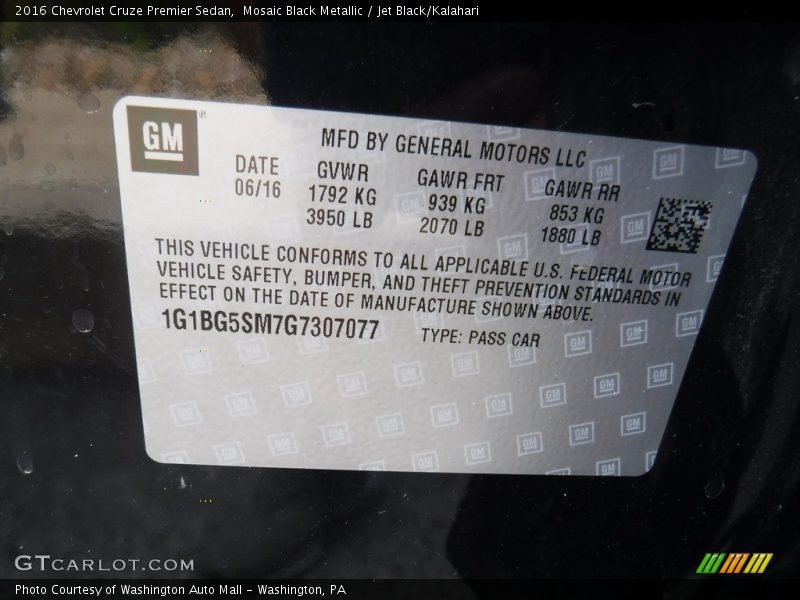 2016 Chevrolet Cruze Premier Sedan,  Mosaic Black Metallic / Jet Black/Kalahari
GM ®
MFD BY GENERAL MOTORS LLC
DATE GVWR GAWR FRT GAWR RR
06/16 1792 KG 939 KG 853 KG
3950 LB 2070 LB 1880 LB
THIS VEHICLE CONFORMS TO ALL APPLICABLE U.S. FEDERAL MOTOR
VEHICLE SAFETY, BUMPER, AND THEFT PREVENTION STANDARDS IN
EFFECT ON THE DATE OF MANUFACTURE SHOWN ABOVE.
1G1BG5SM7G7307077 TYPE: PASS CAR
GTCARLOT.COM
Photo Courtesy of Washington Auto Mall - Washington, PA